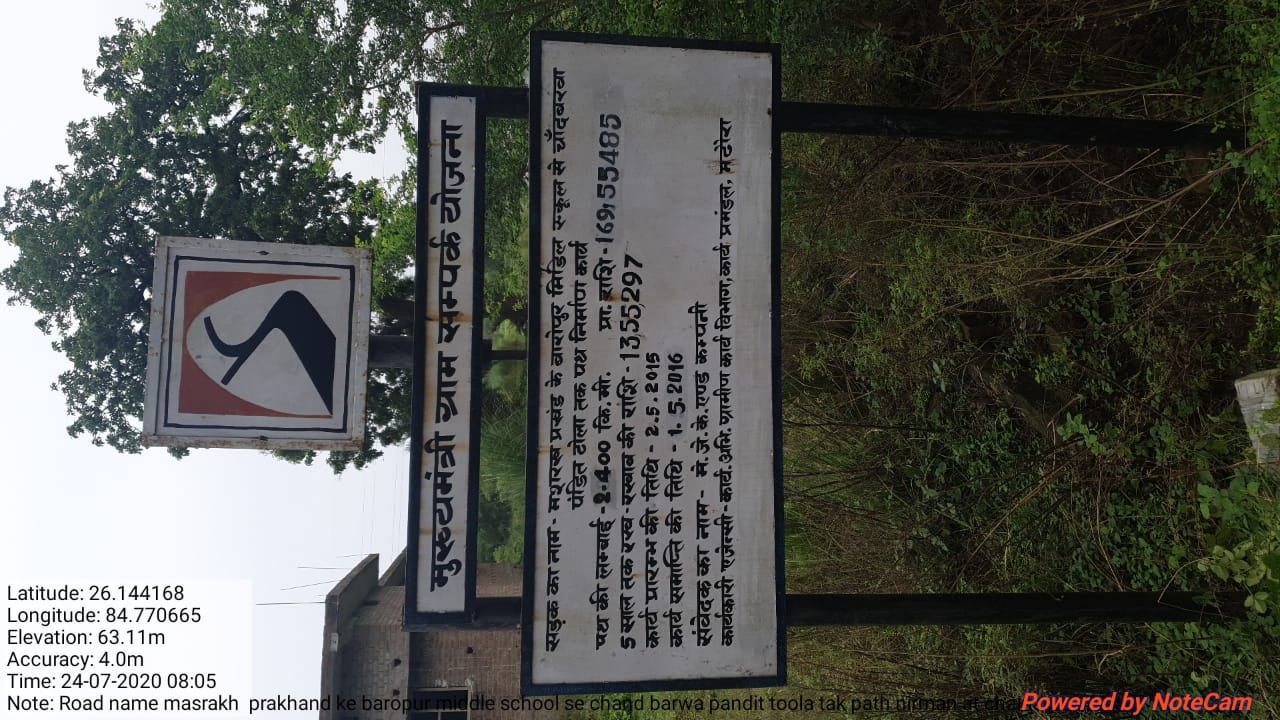 मुख्यमंत्री ग्राम सम्पर्क योजना
सड़क का नाम - मशरख प्रखंड के बारोपुर मिडिल स्कूल से चाँदबरवा
पंडित टोला तक पथ निर्माण कार्य
पथ की लम्बाई - 2.400 कि.मी. प्रा. राशि - 169,55485
5 साल तक रख-रखाव की राशि - 13,55,297
कार्य प्रारम्भ की तिथि - 2.5.2015
कार्य समाप्ति की तिथि - 1.5.2016
संवेदक का नाम - मे.जे.के.एण्ड कम्पनी
कार्यकारी एजेन्सी - कार्य.अभि.ग्रामीण कार्य विभाग,कार्य प्रमंडल, मढ़ोरा
Latitude: 26.144168
Longitude: 84.770665
Elevation: 63.11m
Accuracy: 4.0m
Time: 24-07-2020 08:05
Note: Road name masrakh prakhand ke baropur middle school se chand barwa pandit toola tak path nirman at
Powered by NoteCam